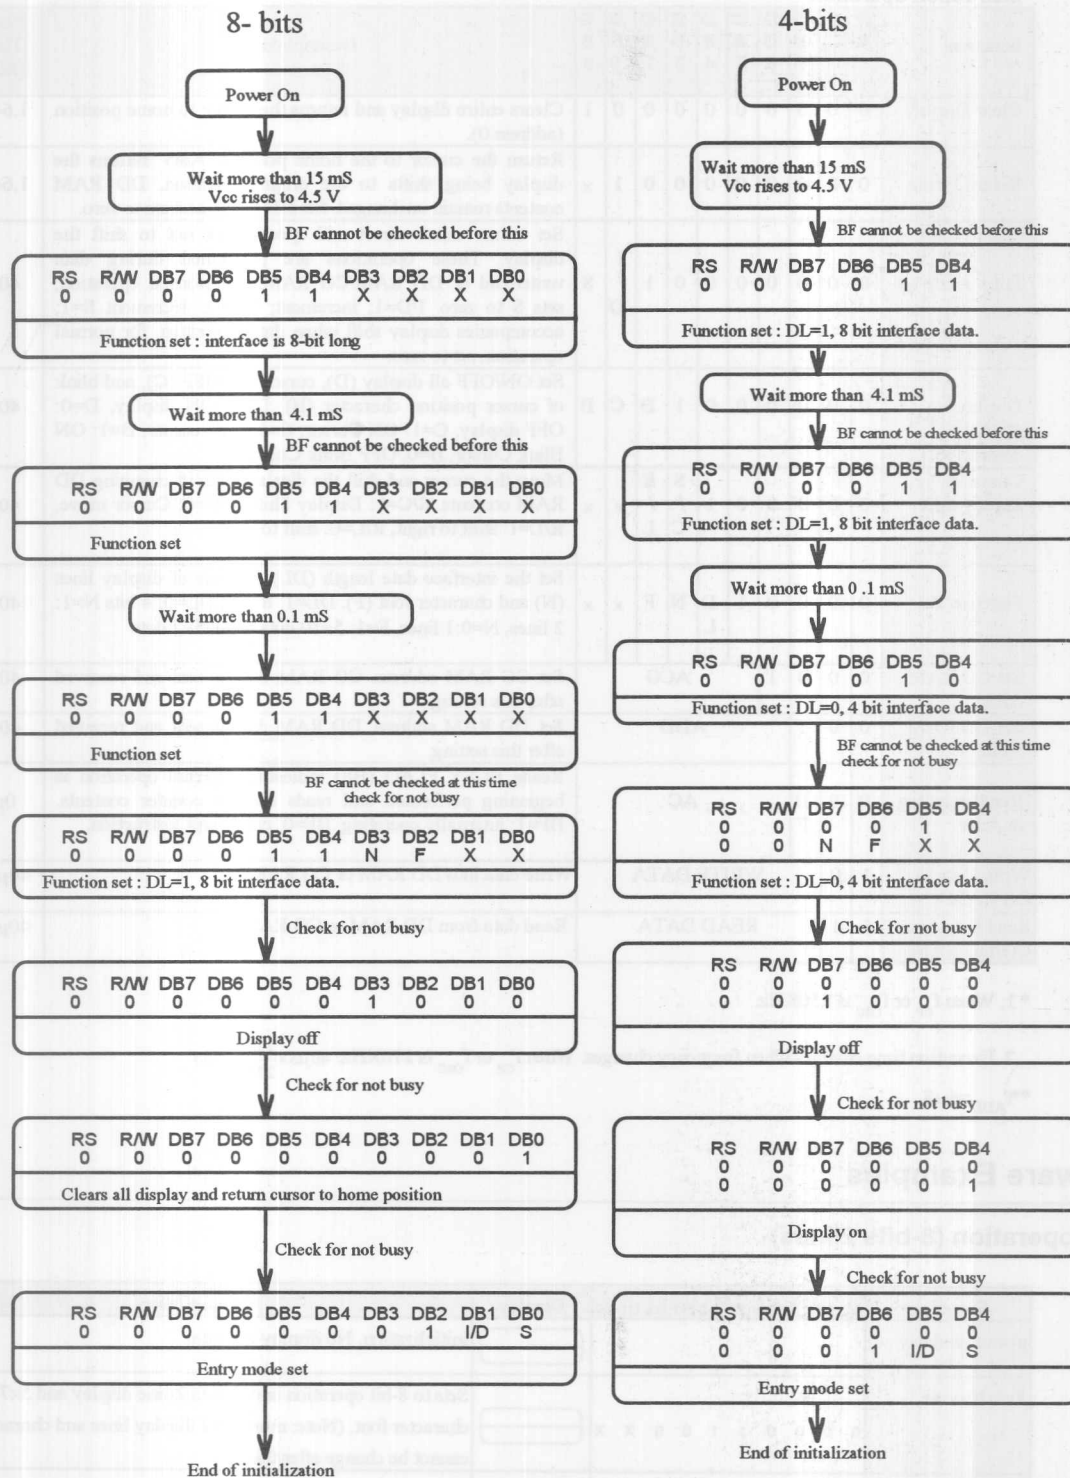 8- bits
Power On
Wait more than 15 mS
Vcc rises to 4.5 V
BF cannot be checked before this
RS R/W DB7 DB6 DB5 DB4 DB3 DB2 DB1 DB0
0 0 0 0 1 1 X X X X
Function set : interface is 8-bit long
Wait more than 4.1 mS
BF cannot be checked before this
RS R/W DB7 DB6 DB5 DB4 DB3 DB2 DB1 DB0
0 0 0 0 1 1 X X X X
Function set
Wait more than 0.1 mS
RS R/W DB7 DB6 DB5 DB4 DB3 DB2 DB1 DB0
0 0 0 0 1 1 X X X X
Function set
BF cannot be checked at this time
check for not busy
RS R/W DB7 DB6 DB5 DB4 DB3 DB2 DB1 DB0
0 0 0 0 1 1 N F X X
Function set : DL=1, 8 bit interface data.
Check for not busy
RS R/W DB7 DB6 DB5 DB4 DB3 DB2 DB1 DB0
0 0 0 0 0 0 1 0 0 0
Display off
Check for not busy
RS R/W DB7 DB6 DB5 DB4 DB3 DB2 DB1 DB0
0 0 0 0 0 0 0 0 0 1
Clears all display and return cursor to home position
Check for not busy
RS R/W DB7 DB6 DB5 DB4 DB3 DB2 DB1 DB0
0 0 0 0 0 0 0 1 I/D S
Entry mode set
End of initialization
4-bits
Power On
Wait more than 15 mS
Vcc rises to 4.5 V
BF cannot be checked before this
RS R/W DB7 DB6 DB5 DB4
0 0 0 0 1 1
Function set : DL=1, 8 bit interface data.
Wait more than 4.1 mS
BF cannot be checked before this
RS R/W DB7 DB6 DB5 DB4
0 0 0 0 1 1
Function set : DL=1, 8 bit interface data.
Wait more than 0 .1 mS
RS R/W DB7 DB6 DB5 DB4
0 0 0 0 1 0
Function set : DL=0, 4 bit interface data.
BF cannot be checked at this time
check for not busy
RS R/W DB7 DB6 DB5 DB4
0 0 0 0 1 0
0 0 N F X X
Function set : DL=0, 4 bit interface data.
Check for not busy
RS R/W DB7 DB6 DB5 DB4
0 0 0 0 0 0
0 0 1 0 0 0
Display off
Check for not busy
RS R/W DB7 DB6 DB5 DB4
0 0 0 0 0 0
0 0 0 0 0 1
Display on
Check for not busy
RS R/W DB7 DB6 DB5 DB4
0 0 0 0 0 0
0 0 0 1 I/D S
Entry mode set
End of initialization